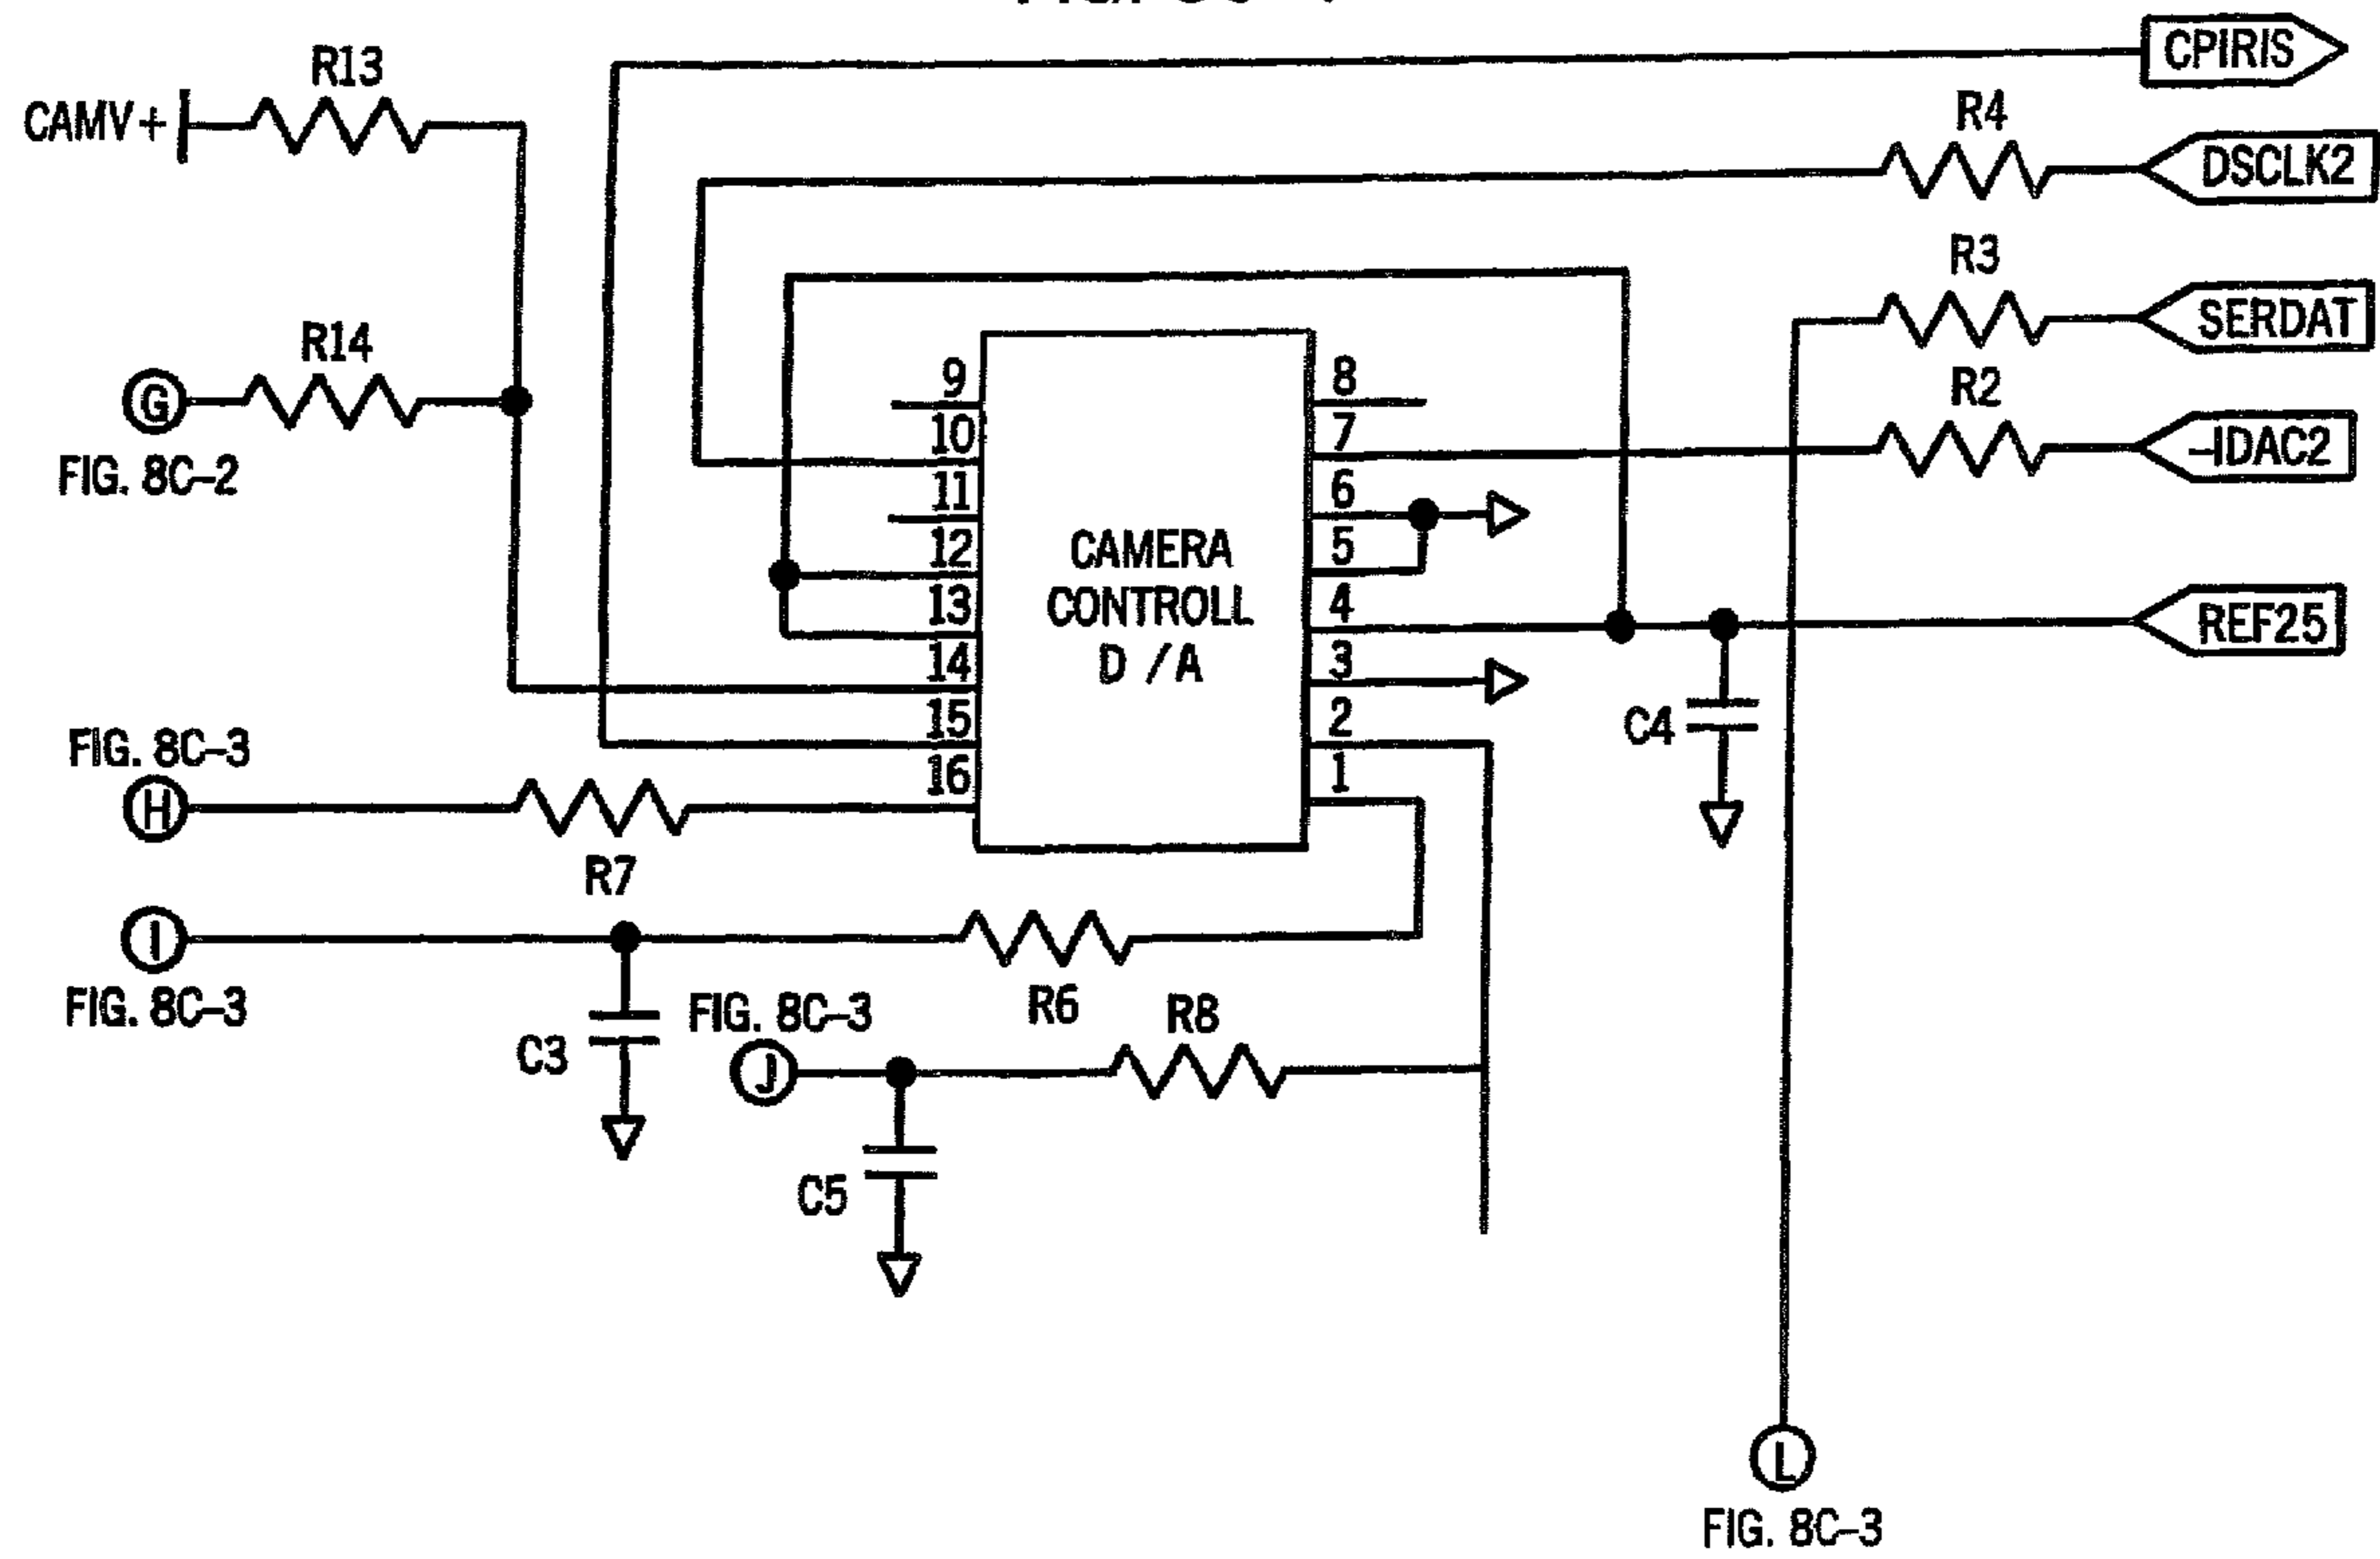 CPIRIS
R13
CAMV+
R4
DSCLK2
R3
SERDAT
R14
G
FIG. 8C-2
R2
-IDAC2
9
8
10
7
11
6
12
5
13
4
14
3
15
2
16
1
CAMERA
CONTROLL
D /A
REF25
C4
FIG. 8C-3
H
R7
I
FIG. 8C-3
R6
C3
FIG. 8C-3
R8
J
C5
L
FIG. 8C-3